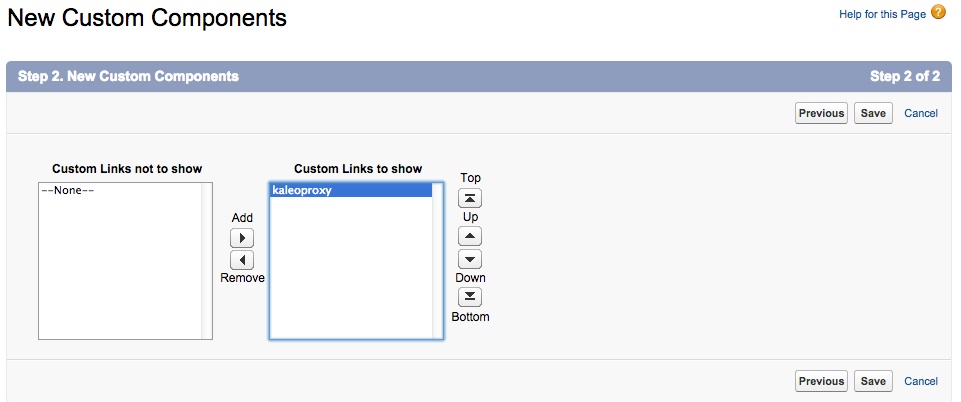 New Custom Components
Help for this Page ?
Step 2. New Custom Components Step 2 of 2
Previous Save Cancel
Custom Links not to show
--None--
Add
Remove
Custom Links to show
kaleoproxy
Top
Up
Down
Bottom
Previous Save Cancel